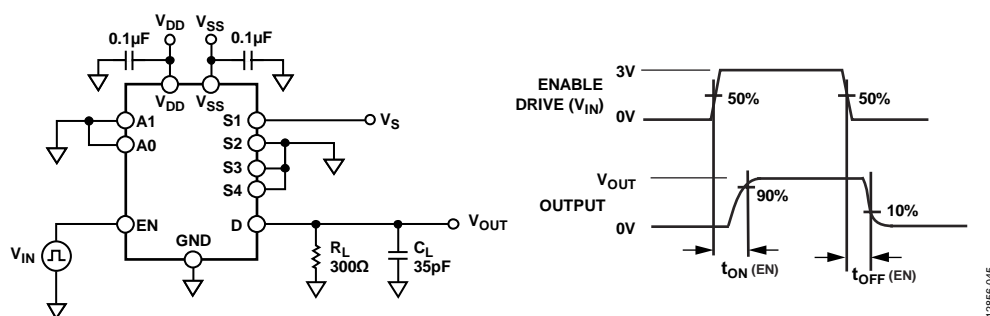 V_DD V_SS
0.1µF 0.1µF
V_DD V_SS
A1
A0
S1
V_S
S2
S3
S4
EN
D
V_OUT
GND
V_IN
R_L
300Ω
C_L
35pF
3V
ENABLE
DRIVE (V_IN)
50% 50%
0V
V_OUT
90%
OUTPUT
10%
0V
t_ON (EN)
t_OFF (EN)
12856-045